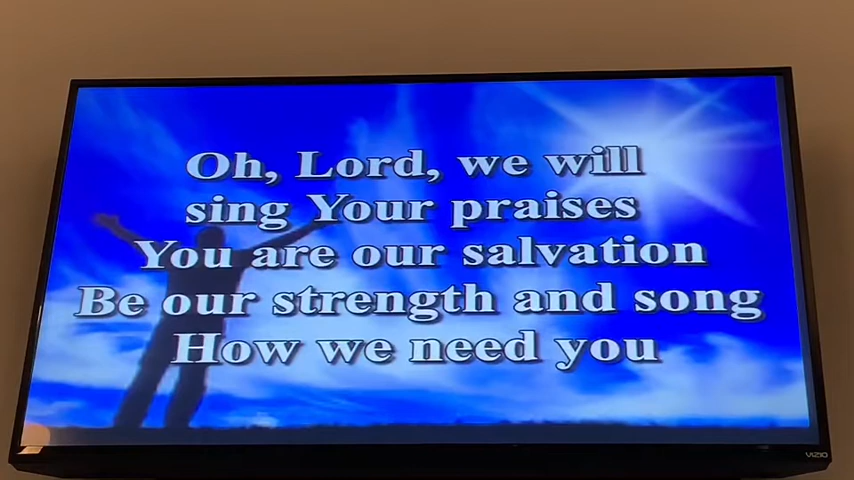 Oh, Lord, we will
sing Your praises
You are our salvation
Be our strength and song
How we need you
VIZIO